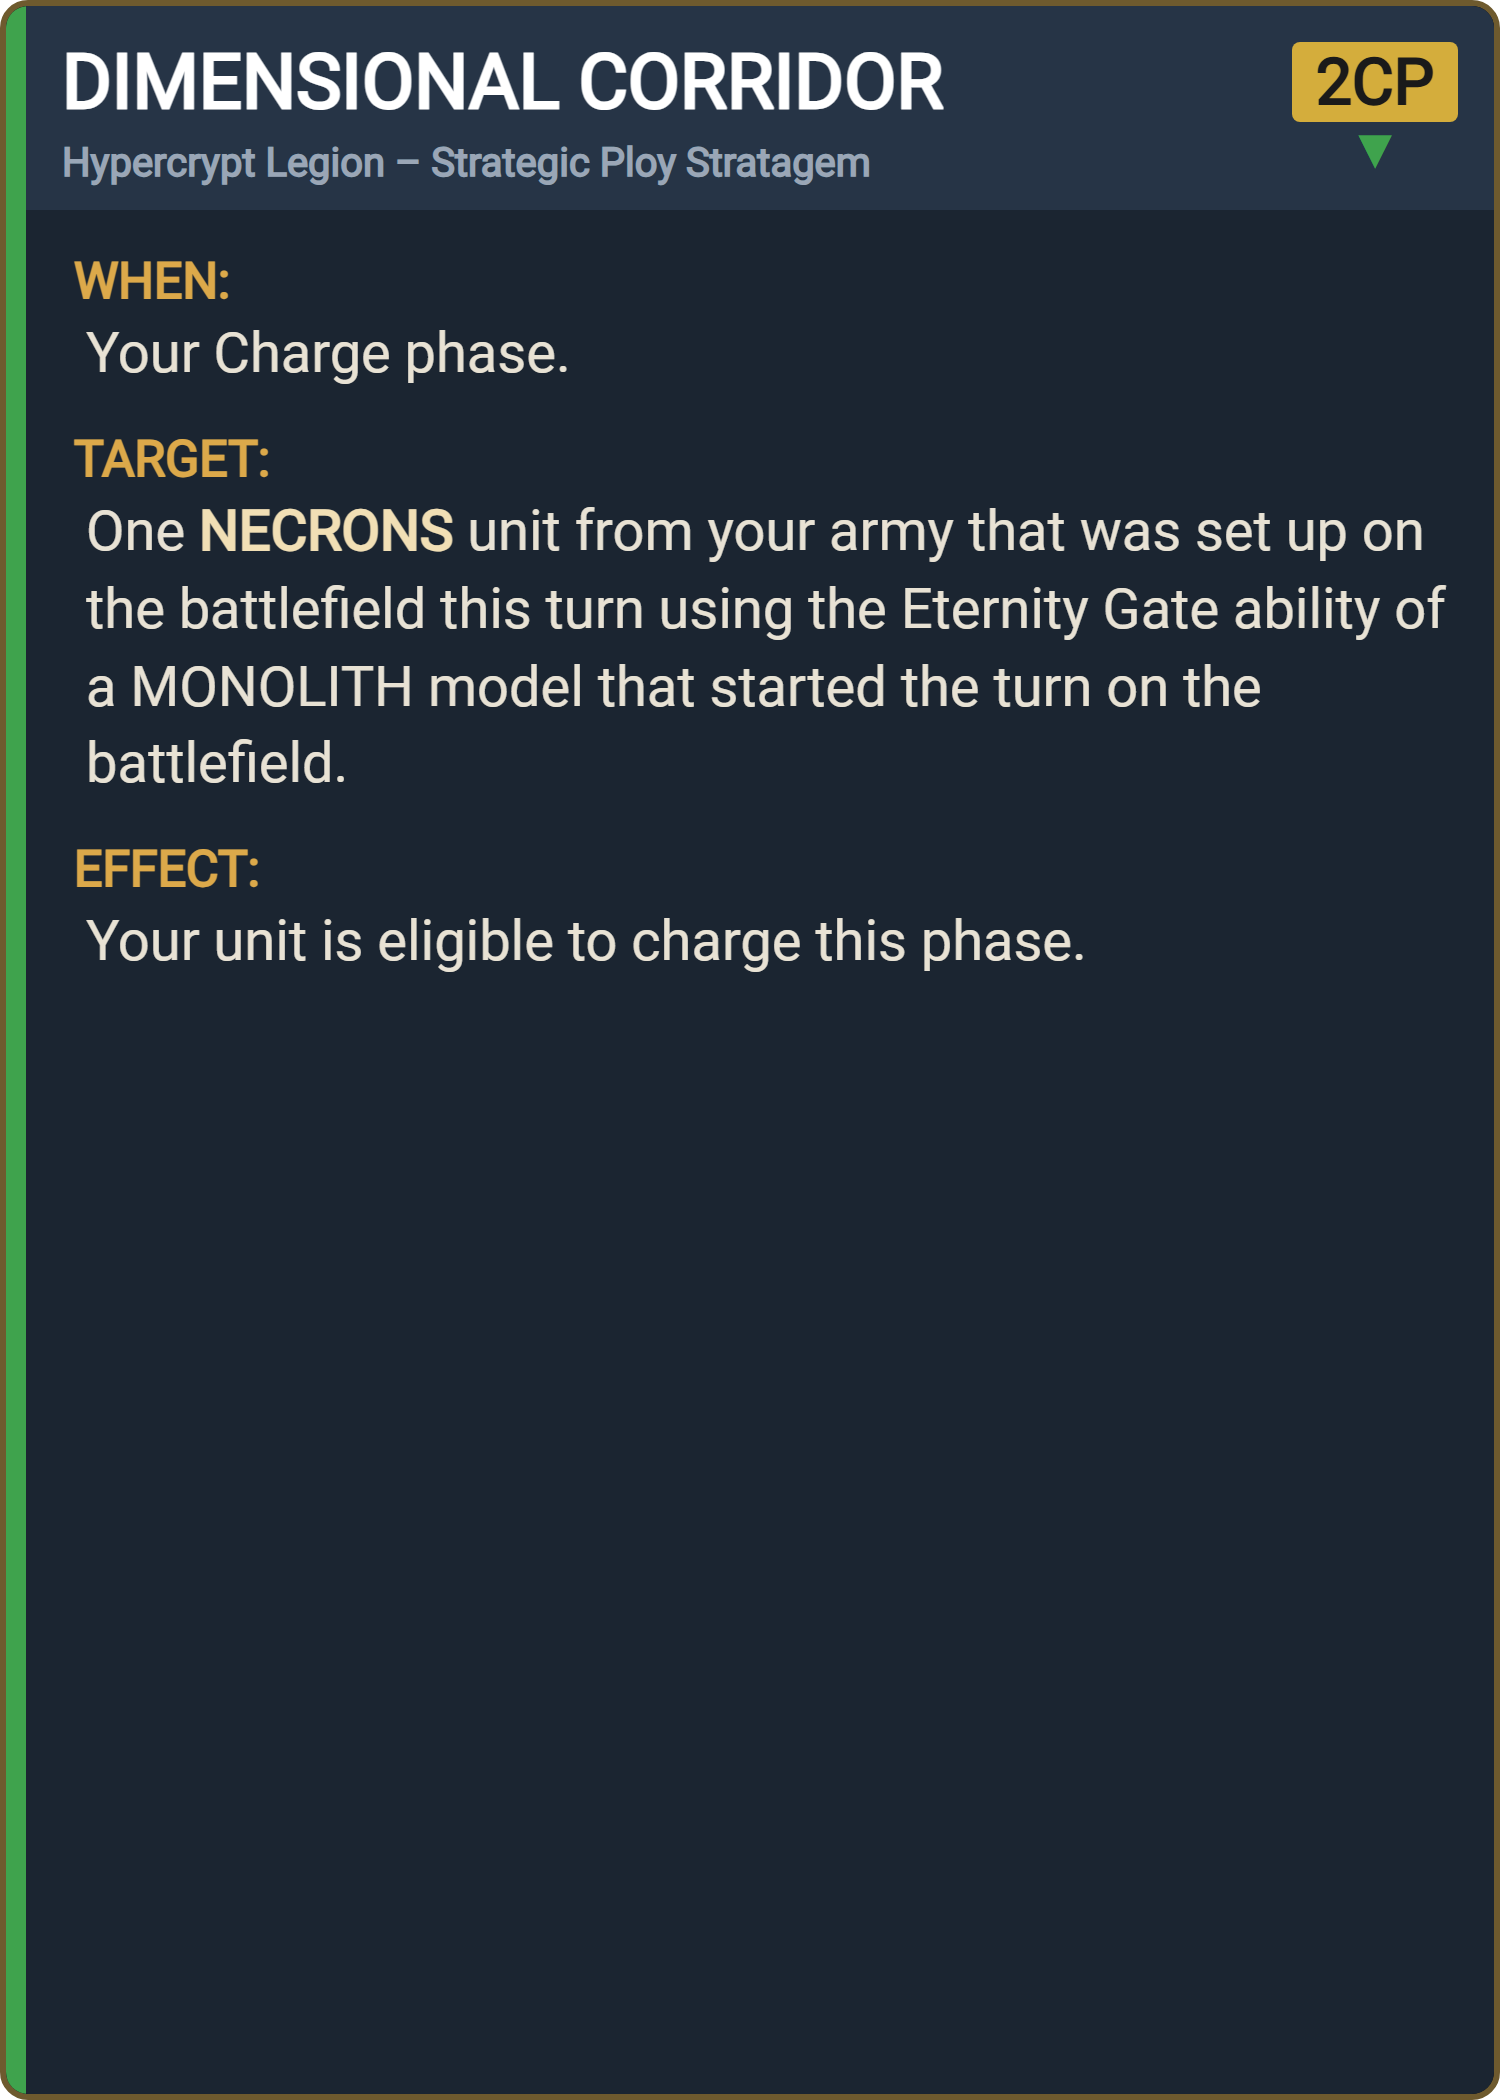 DIMENSIONAL CORRIDOR
2CP
Hypercrypt Legion – Strategic Ploy Stratagem
WHEN:
Your Charge phase.
TARGET:
One NECRONS unit from your army that was set up on
the battlefield this turn using the Eternity Gate ability of
a MONOLITH model that started the turn on the
battlefield.
EFFECT:
Your unit is eligible to charge this phase.